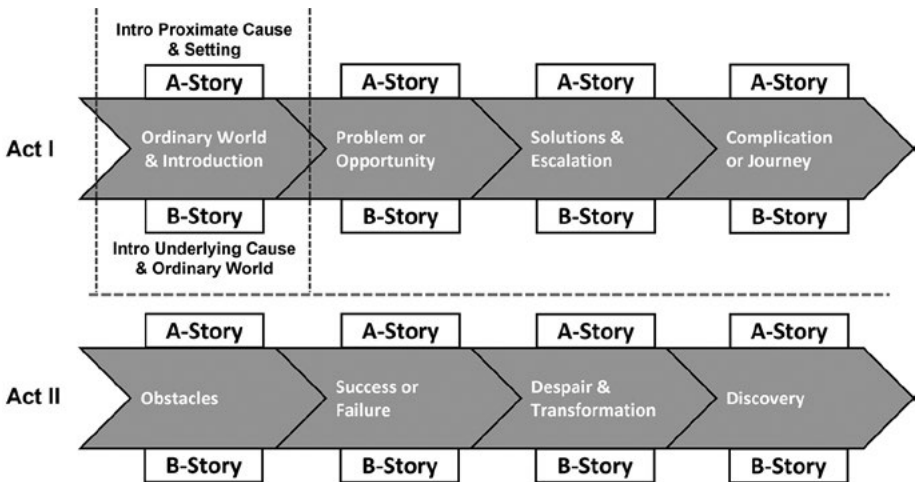 Intro Proximate Cause
& Setting
A-Story
A-Story
A-Story
A-Story
Act I
Ordinary World
& Introduction
Problem or
Opportunity
Solutions &
Escalation
Complication
or Journey
B-Story
B-Story
B-Story
B-Story
Intro Underlying Cause
& Ordinary World
A-Story
A-Story
A-Story
A-Story
Act II
Obstacles
Success or
Failure
Despair &
Transformation
Discovery
B-Story
B-Story
B-Story
B-Story